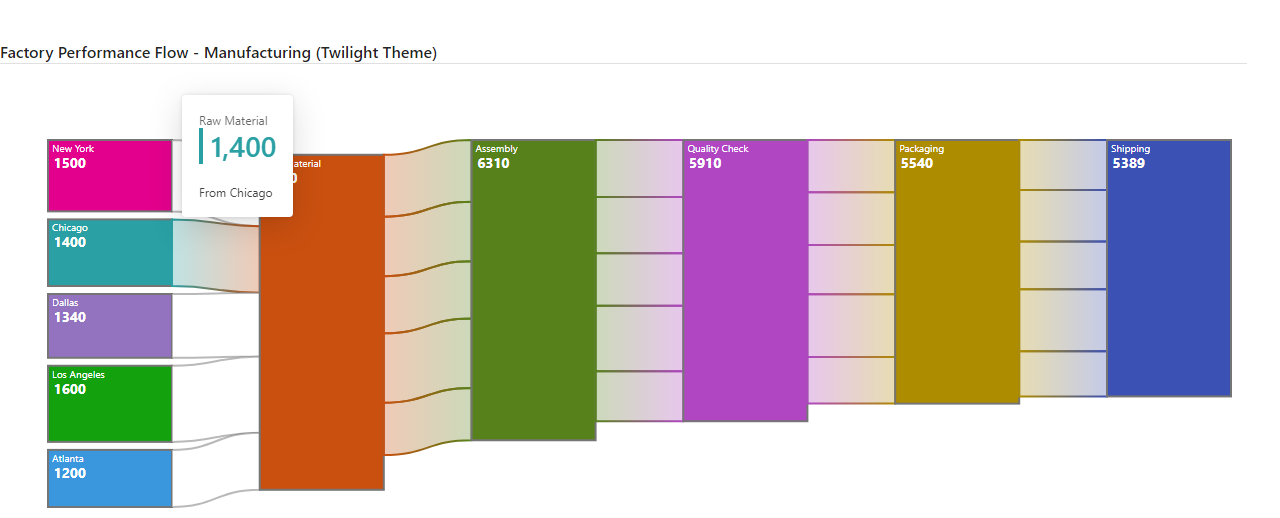 Factory Performance Flow - Manufacturing (Twilight Theme)
Raw Material
1,400
From Chicago
New York
1500
Chicago
1400
Dallas
1340
Los Angeles
1600
Atlanta
1200
Assembly
6310
Quality Check
5910
Packaging
5540
Shipping
5389